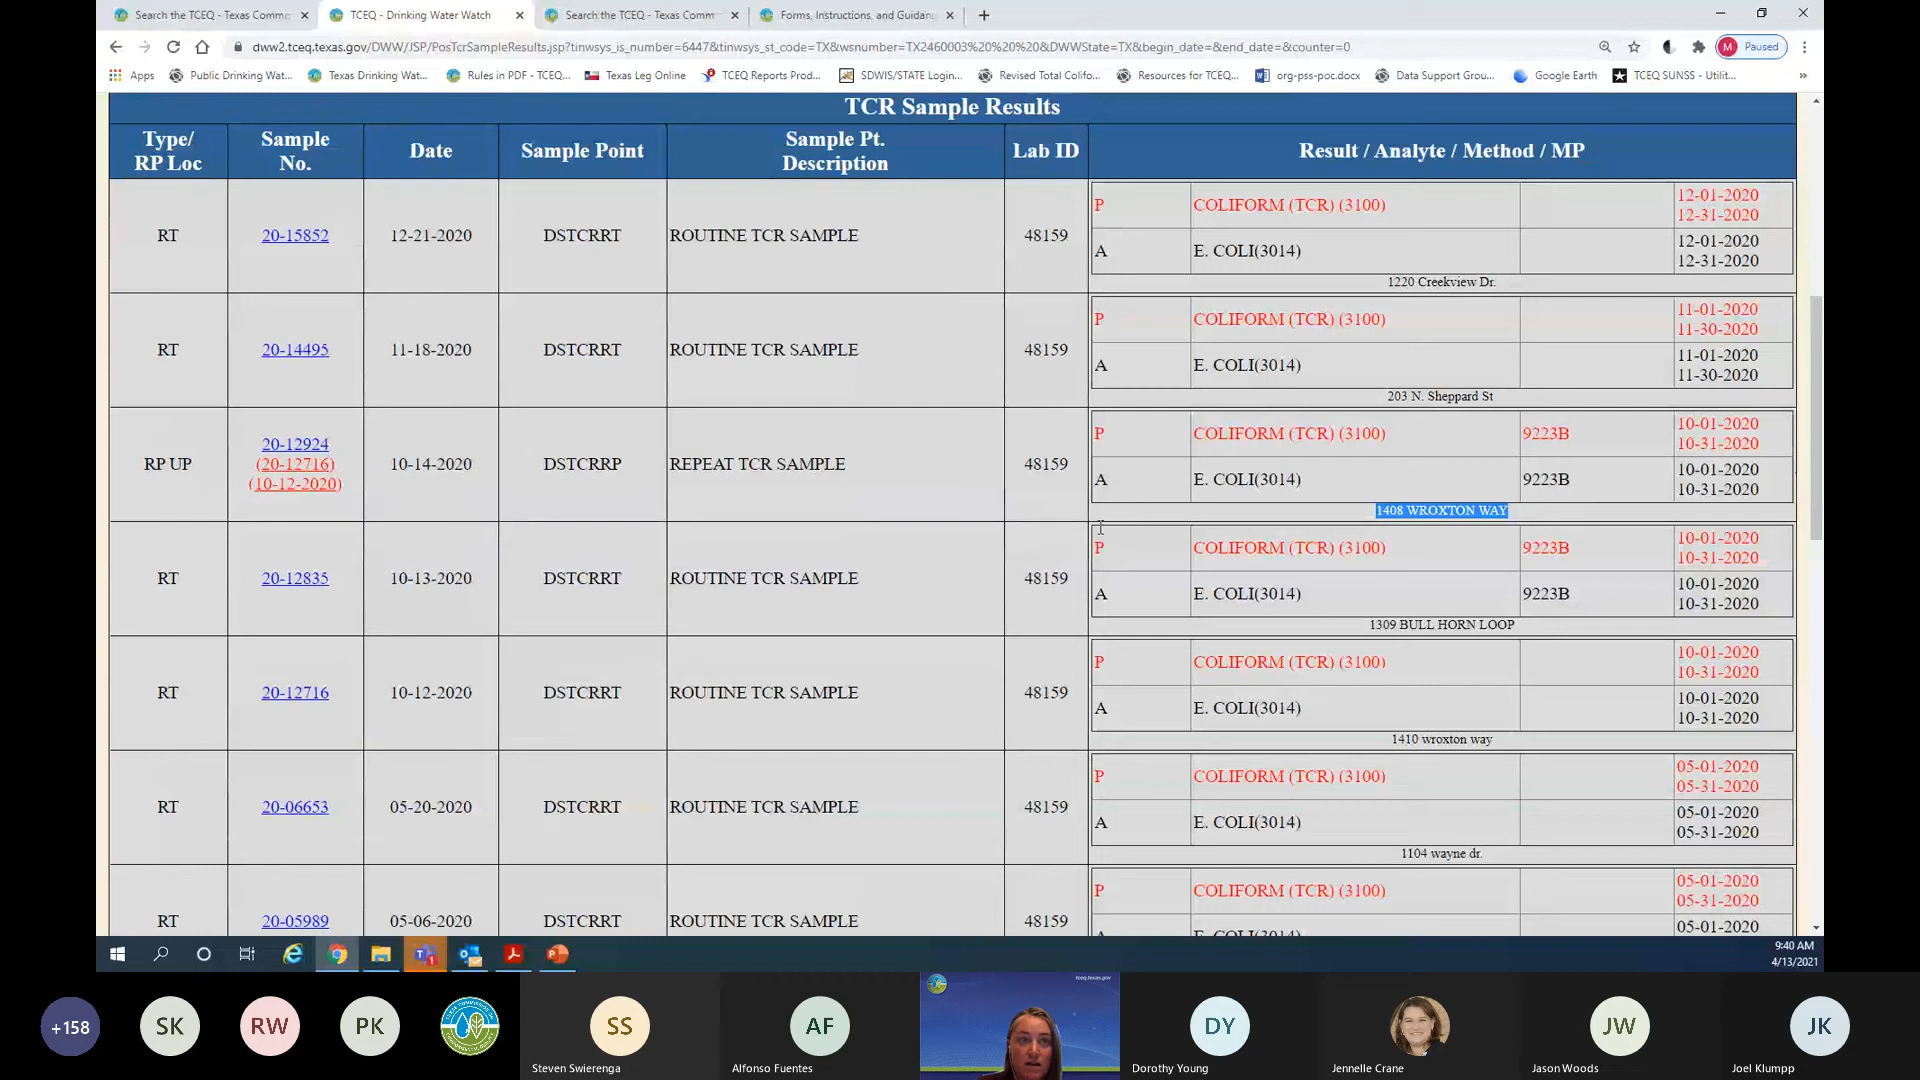 Search the TCEQ - Texas Commo
TCEQ - Drinking Water Watch
Search the TCEQ - Texas Comm
Forms, Instructions, and Guidanc
dww2.tceq.texas.gov/DWW/JSP/PosTcrSampleResults.jsp?tinwsys_is_number=6447&tinwsys_st_code=TX&wsnumber=TX2460003%20%20%20&DWWState=TX&begin_date=&end_date=&counter=0
M Paused
Apps
Public Drinking Wat...
Texas Drinking Wat...
Rules in PDF - TCEQ...
Texas Leg Online
TCEQ Reports Prod...
SDWIS/STATE Login...
Revised Total Colifo...
Resources for TCEQ...
org-pss-poc.docx
Data Support Grou...
Google Earth
TCEQ SUNSS - Utilit...
»
TCR Sample Results
Type/ RP Loc
Sample No.
Date
Sample Point
Sample Pt. Description
Lab ID
Result / Analyte / Method / MP
RT 20-15852 12-21-2020 DSTCRRT ROUTINE TCR SAMPLE 48159
P COLIFORM (TCR) (3100) 12-01-2020 12-31-2020
A E. COLI(3014) 12-01-2020 12-31-2020
1220 Creekview Dr.
RT 20-14495 11-18-2020 DSTCRRT ROUTINE TCR SAMPLE 48159
P COLIFORM (TCR) (3100) 11-01-2020 11-30-2020
A E. COLI(3014) 11-01-2020 11-30-2020
203 N. Sheppard St
RP UP 20-12924 (20-12716) (10-12-2020) 10-14-2020 DSTCRRP REPEAT TCR SAMPLE 48159
P COLIFORM (TCR) (3100) 9223B 10-01-2020 10-31-2020
A E. COLI(3014) 9223B 10-01-2020 10-31-2020
1408 WROXTON WAY
RT 20-12835 10-13-2020 DSTCRRT ROUTINE TCR SAMPLE 48159
P COLIFORM (TCR) (3100) 9223B 10-01-2020 10-31-2020
A E. COLI(3014) 9223B 10-01-2020 10-31-2020
1309 BULL HORN LOOP
RT 20-12716 10-12-2020 DSTCRRT ROUTINE TCR SAMPLE 48159
P COLIFORM (TCR) (3100) 10-01-2020 10-31-2020
A E. COLI(3014) 10-01-2020 10-31-2020
1410 wroxton way
RT 20-06653 05-20-2020 DSTCRRT ROUTINE TCR SAMPLE 48159
P COLIFORM (TCR) (3100) 05-01-2020 05-31-2020
A E. COLI(3014) 05-01-2020 05-31-2020
1104 wayne dr.
RT 20-05989 05-06-2020 DSTCRRT ROUTINE TCR SAMPLE 48159
P COLIFORM (TCR) (3100) 05-01-2020 05-31-2020
A E. COLI(3014) 05-01-2020
9:40 AM
4/13/2021
+158
SK
RW
PK
SS
Steven Swierenga
AF
Alfonso Fuentes
tceq.texas.gov
DY
Dorothy Young
Jennelle Crane
JW
Jason Woods
JK
Joel Klumpp